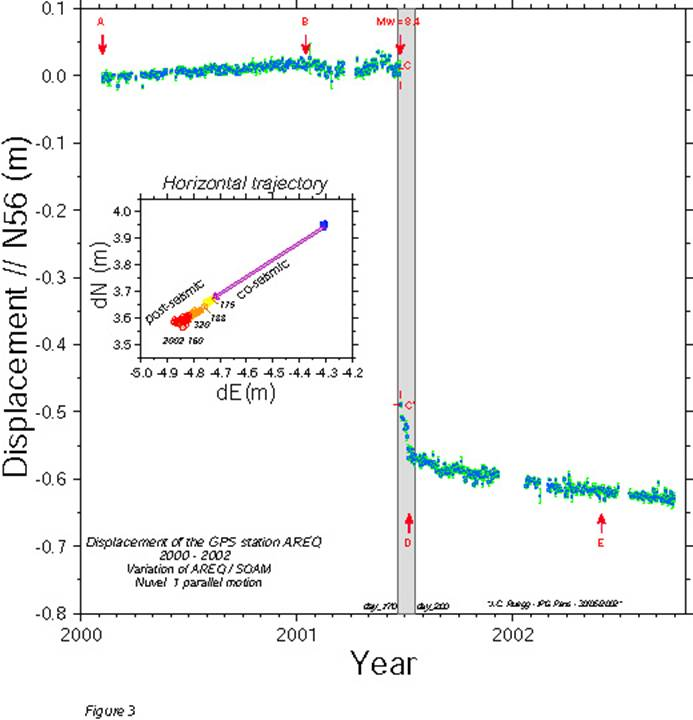 0.1
0.0
-0.1
-0.2
-0.3
-0.4
-0.5
-0.6
-0.7
-0.8
Displacement // N56 (m)
A
B
Mw = 8.4
C
Horizontal trajectory
4.0
3.9
3.8
3.7
3.6
3.5
dN (m)
post-seismic
co-seismic
175
188
320
2002 160
-5.0 -4.9 -4.8 -4.7 -4.6 -4.5 -4.4 -4.3 -4.2
dE (m)
C'
D
E
Displacement of the GPS station AREQ
2000 - 2002
Variation of AREQ / SOAM
Nuvel 1 parallel motion
day_170 day_200
J.C. Ruegg - IPG Paris -
2000 2001 2002
Year
Figure 3